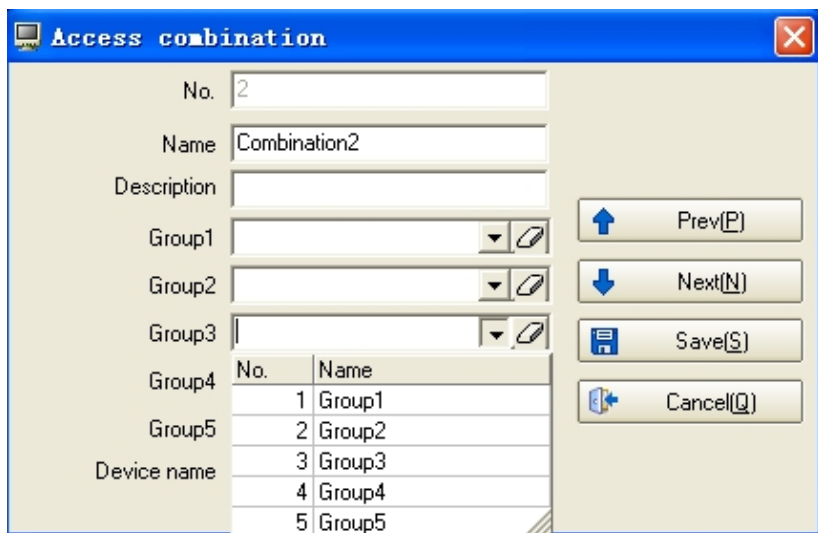 Access combination
No. 2
Name Combination2
Description
Group1
Group2
Group3
Group4
Group5
Device name
No. Name
1 Group1
2 Group2
3 Group3
4 Group4
5 Group5
Prev(P)
Next(N)
Save(S)
Cancel(Q)